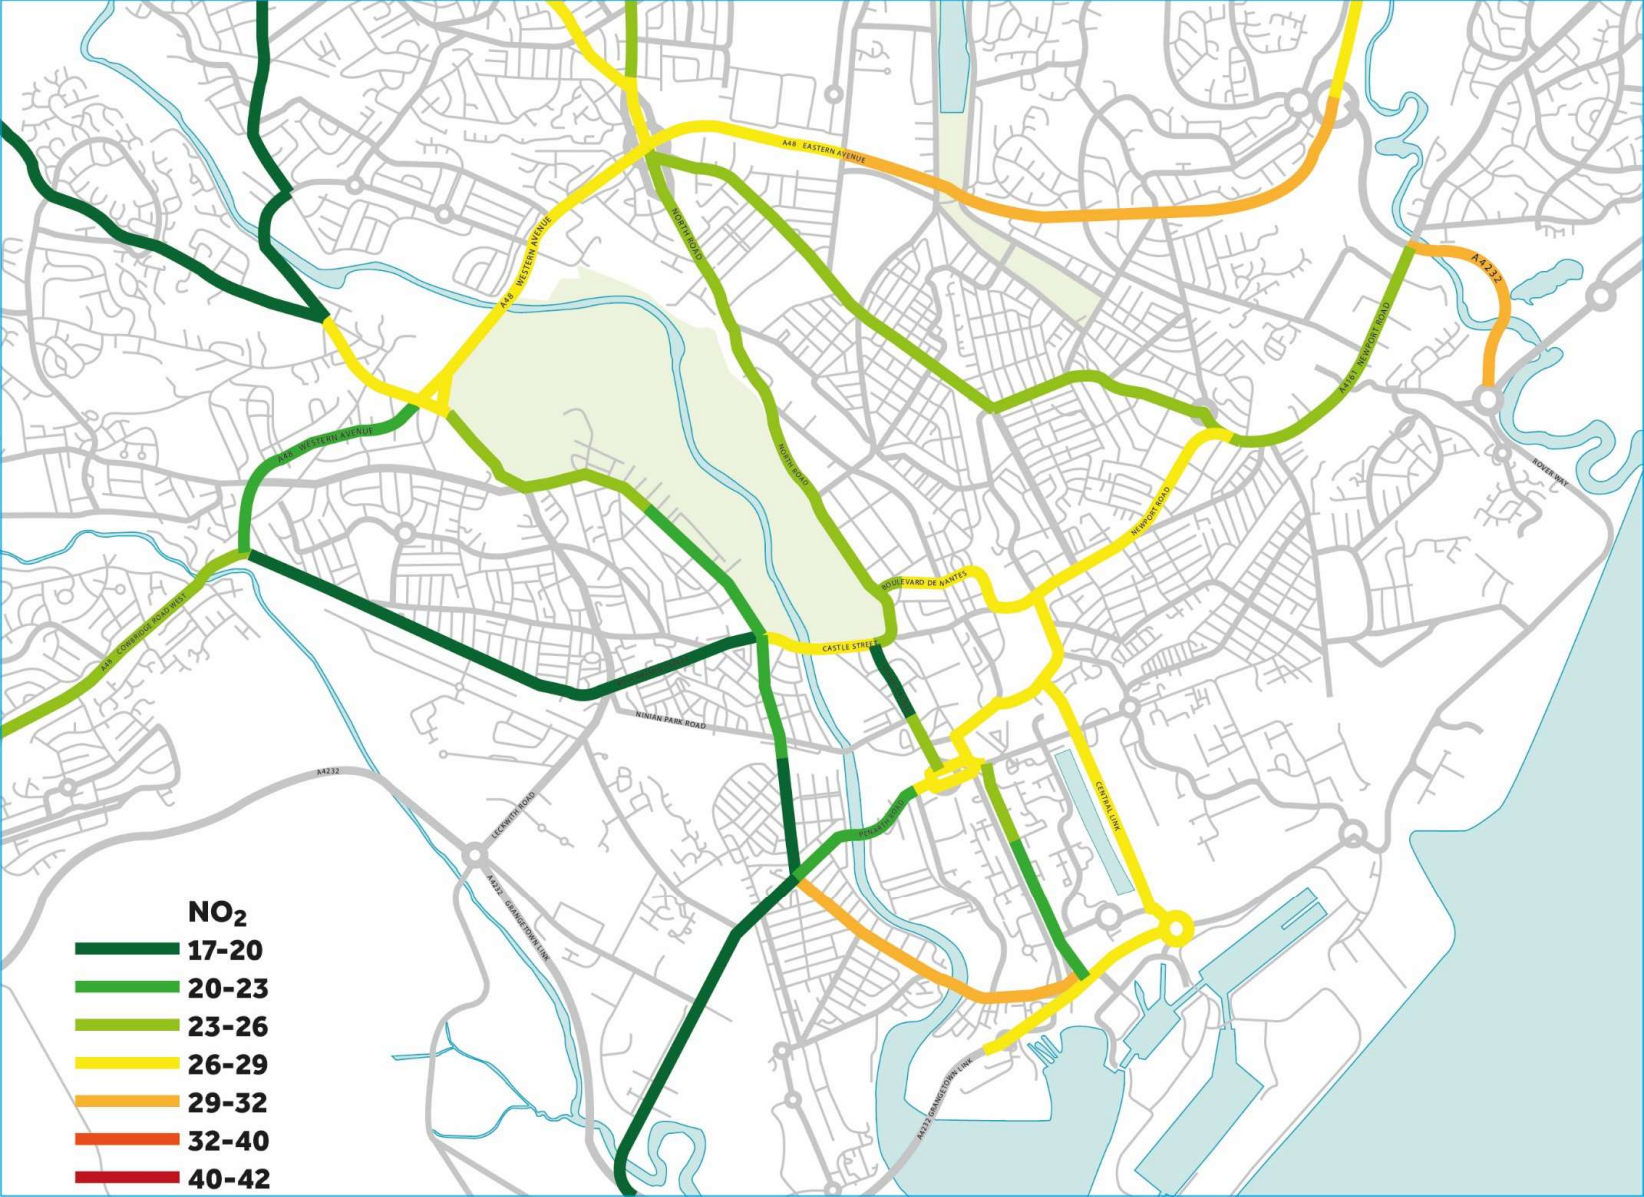 A48 EASTERN AVENUE
A48 WESTERN AVENUE
NORTH ROAD
A4232
A4161 NEWPORT ROAD
A48 WESTERN AVENUE
NORTH ROAD
ROVER WAY
NEWPORT ROAD
BOULEVARD DE NANTES
A48 COWBRIDGE ROAD WEST
CASTLE STREET
NINIAN PARK ROAD
A4232
LECKWITH ROAD
CENTRAL LINK
PENARTH ROAD
A4232 GRANGETOWN LINK
A4232 GRANGETOWN LINK
NO2
17-20
20-23
23-26
26-29
29-32
32-40
40-42